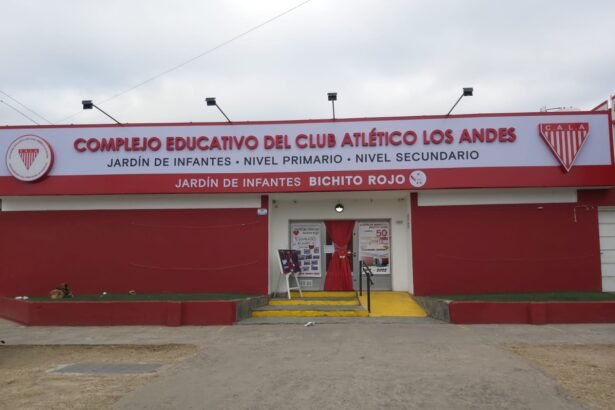 COMPLEJO EDUCATIVO DEL CLUB ATLÉTICO LOS ANDES
JARDÍN DE INFANTES • NIVEL PRIMARIO • NIVEL SECUNDARIO
JARDÍN DE INFANTES BICHITO ROJO
C.A.L.A
50